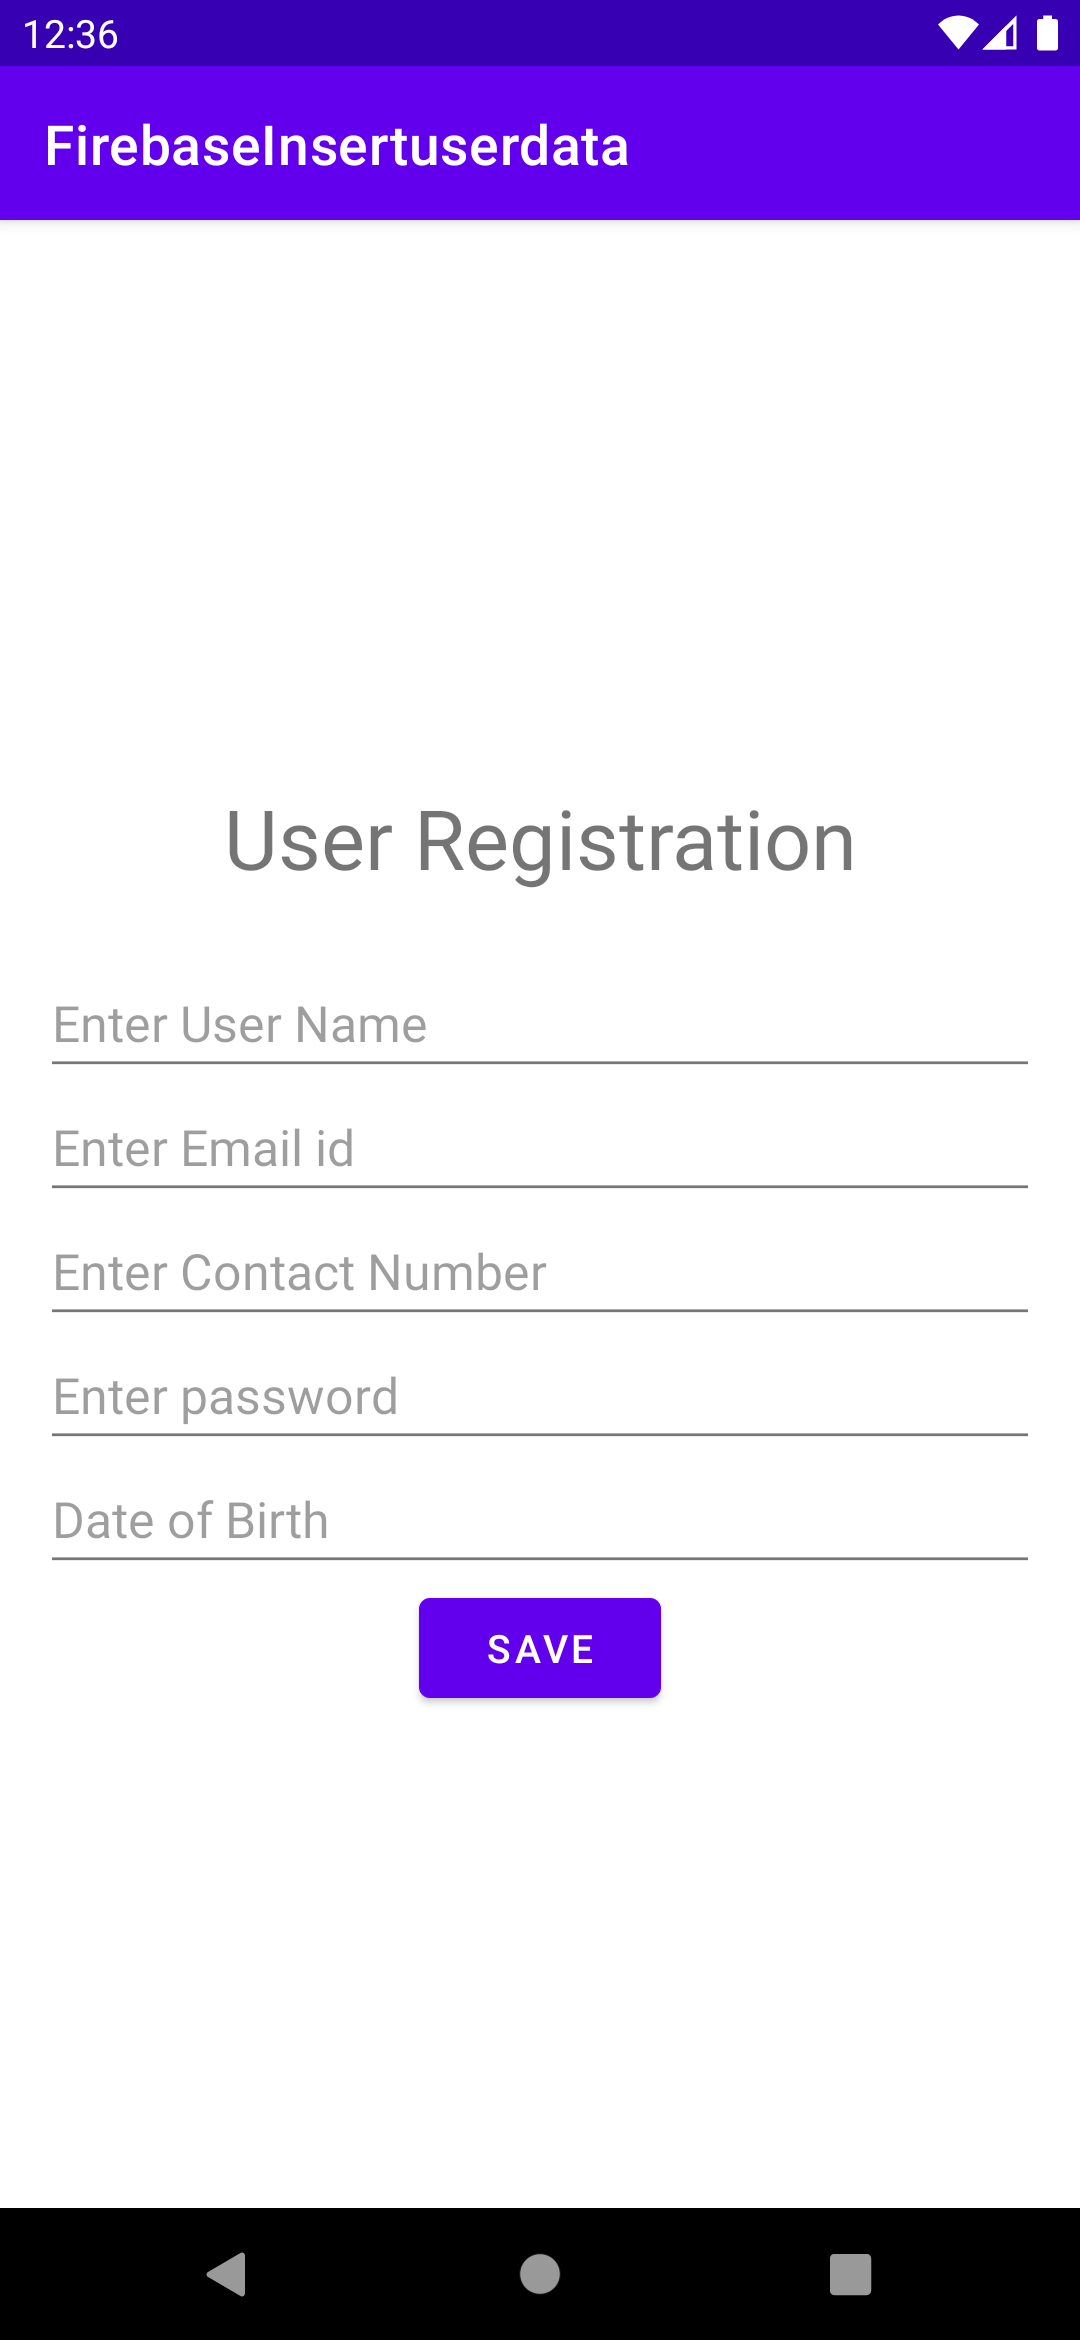 12:36
FirebaseInsertuserdata
User Registration
Enter User Name
Enter Email id
Enter Contact Number
Enter password
Date of Birth
SAVE